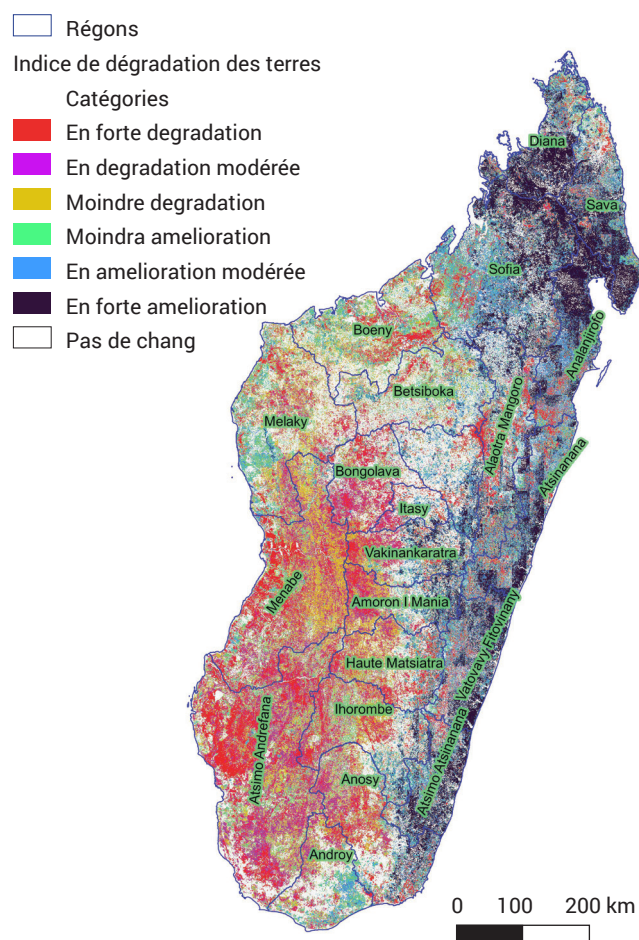 Régons
Indice de dégradation des terres
Catégories
En forte degradation
En degradation modérée
Moindre degradation
Moindra amelioration
En amelioration modérée
En forte amelioration
Pas de chang
Diana
Sava
Sofia
Analanjirofo
Boeny
Betsiboka
Alaotra Mangoro
Melaky
Atsinanana
Bongolava
Itasy
Vakinankaratra
Menabe
Amoron I Mania
Vatovavy Fitovinany
Haute Matsiatra
Ihorombe
Atsimo Andrefana
Atsimo Atsinanana
Anosy
Androy
0 100 200 km